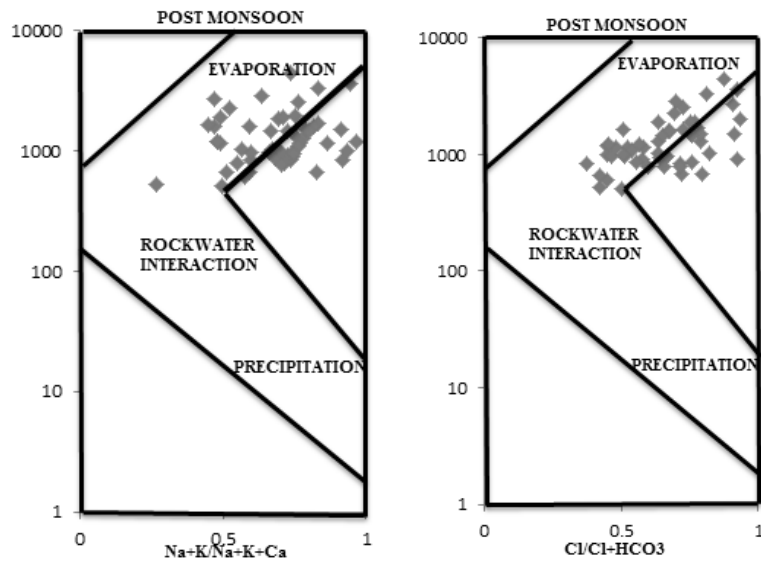 POST MONSOON
10000
EVAPORATION
1000
ROCKWATER
INTERACTION
100
PRECIPITATION
10
1
0
0.5
1
Na+K/Na+K+Ca
POST MONSOON
10000
EVAPORATION
1000
ROCKWATER
INTERACTION
100
PRECIPITATION
10
1
0
0.5
1
Cl/Cl+HCO3